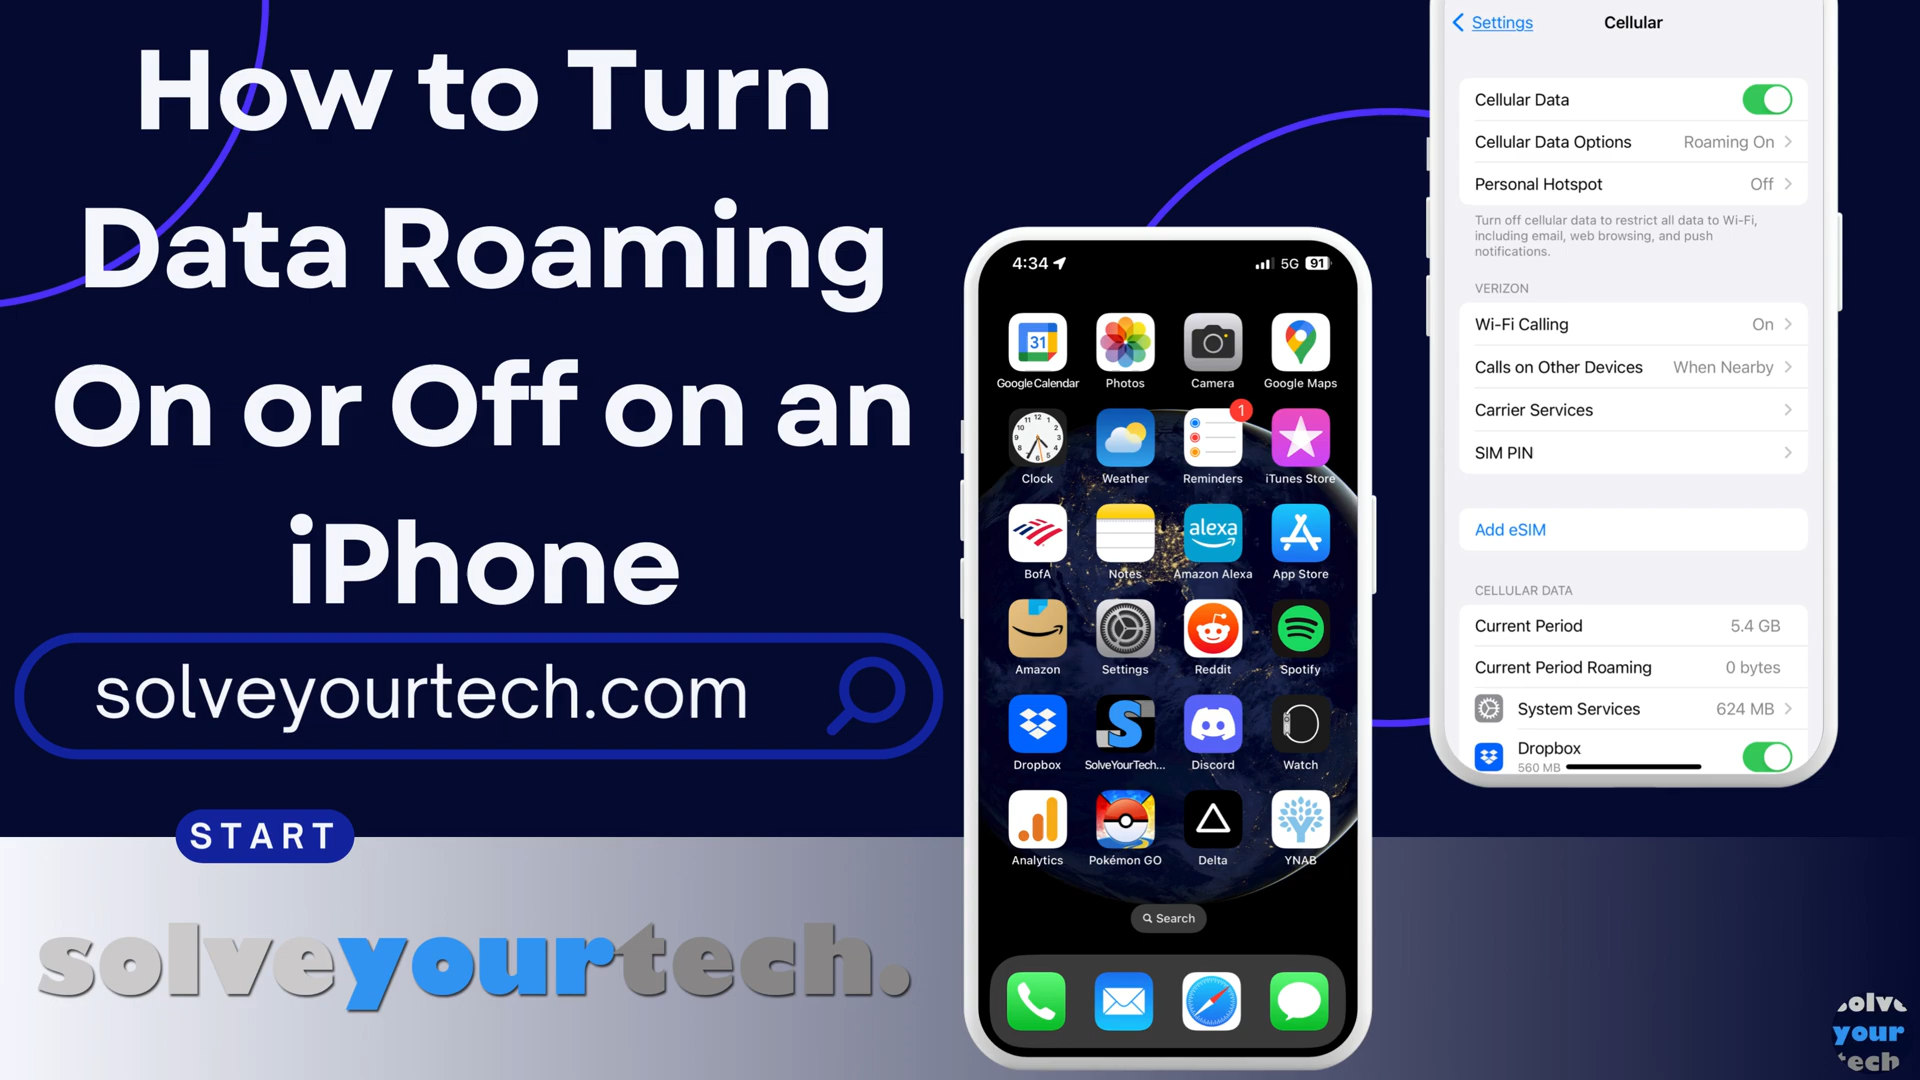 How to Turn
Data Roaming
On or Off on an
iPhone
solveyourtech.com
START
solveyourtech.
4:34
5G 91
31
Google Calendar
Photos
Camera
Google Maps
1
Clock
Weather
Reminders
iTunes Store
BofA
Notes
alexa
Amazon Alexa
App Store
Amazon
Settings
Reddit
Spotify
Dropbox
S
SolveYourTech...
Discord
Watch
Analytics
Pokémon GO
Delta
YNAB
Search
Settings
Cellular
Cellular Data
Cellular Data Options Roaming On
Personal Hotspot Off
Turn off cellular data to restrict all data to Wi-Fi,
including email, web browsing, and push
notifications.
VERIZON
Wi-Fi Calling On
Calls on Other Devices When Nearby
Carrier Services
SIM PIN
Add eSIM
CELLULAR DATA
Current Period 5.4 GB
Current Period Roaming 0 bytes
System Services 624 MB
Dropbox
560 MB
solve
your
tech